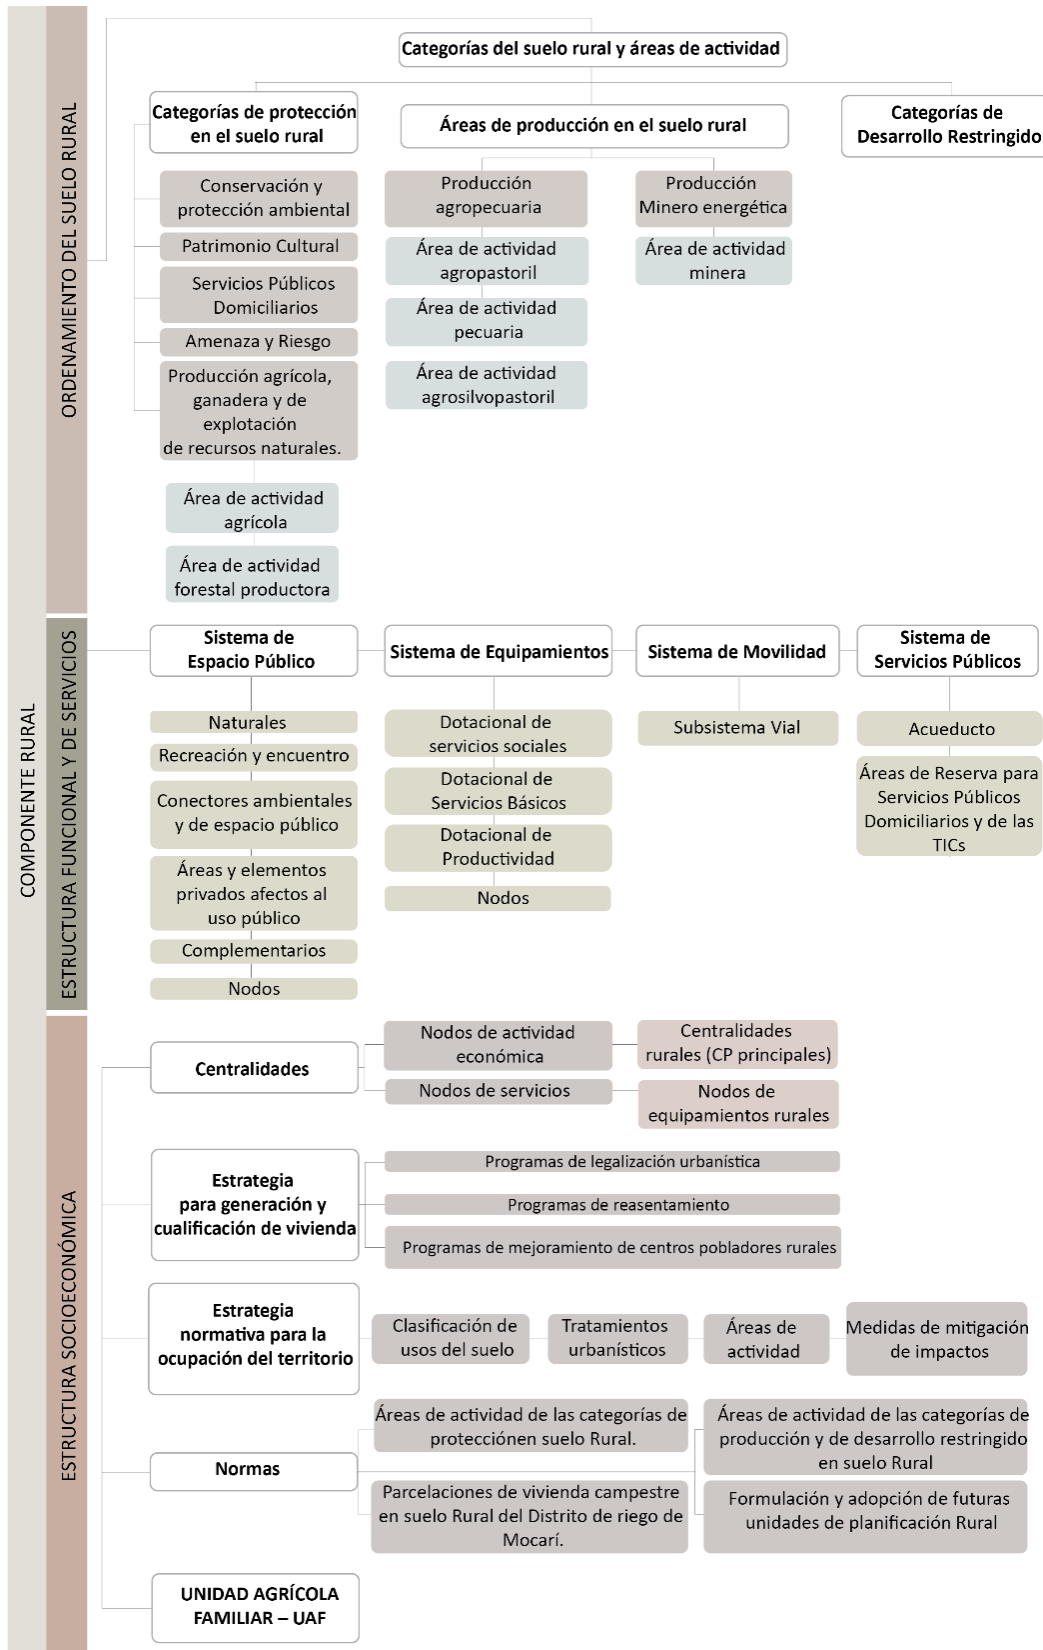 COMPONENTE RURAL
ORDENAMIENTO DEL SUELO RURAL
Categorías del suelo rural y áreas de actividad
Categorías de protección
en el suelo rural
Áreas de producción en el suelo rural
Categorías de
Desarrollo Restringido
Conservación y
protección ambiental
Patrimonio Cultural
Servicios Públicos
Domiciliarios
Amenaza y Riesgo
Producción agrícola,
ganadera y de
explotación
de recursos naturales.
Área de actividad
agrícola
Área de actividad
forestal productora
Producción
agropecuaria
Área de actividad
agropastoril
Área de actividad
pecuaria
Área de actividad
agrosilvopastoril
Producción
Minero energética
Área de actividad
minera
ESTRUCTURA FUNCIONAL Y DE SERVICIOS
Sistema de
Espacio Público
Sistema de Equipamientos
Sistema de Movilidad
Sistema de
Servicios Públicos
Naturales
Recreación y encuentro
Conectores ambientales
y de espacio público
Áreas y elementos
privados afectos al
uso público
Complementarios
Nodos
Dotacional de
servicios sociales
Dotacional de
Servicios Básicos
Dotacional de
Productividad
Nodos
Subsistema Vial
Acueducto
Áreas de Reserva para
Servicios Públicos
Domiciliarios y de las
TICs
ESTRUCTURA SOCIOECONÓMICA
Centralidades
Nodos de actividad
económica
Centralidades
rurales (CP principales)
Nodos de servicios
Nodos de
equipamientos rurales
Estrategia
para generación y
cualificación de vivienda
Programas de legalización urbanística
Programas de reasentamiento
Programas de mejoramiento de centros pobladores rurales
Estrategia
normativa para la
ocupación del territorio
Clasificación de
usos del suelo
Tratamientos
urbanísticos
Áreas de
actividad
Medidas de mitigación
de impactos
Normas
Áreas de actividad de las categorías de
protecciónen suelo Rural.
Áreas de actividad de las categorías de
producción y de desarrollo restringido
en suelo Rural
Parcelaciones de vivienda campestre
en suelo Rural del Distrito de riego de
Mocarí.
Formulación y adopción de futuras
unidades de planificación Rural
UNIDAD AGRÍCOLA
FAMILIAR – UAF